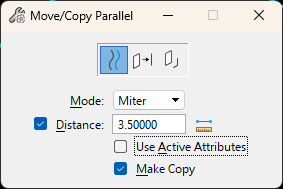 Move/Copy Parallel
Mode: Miter
Distance: 3.50000
Use Active Attributes
Make Copy